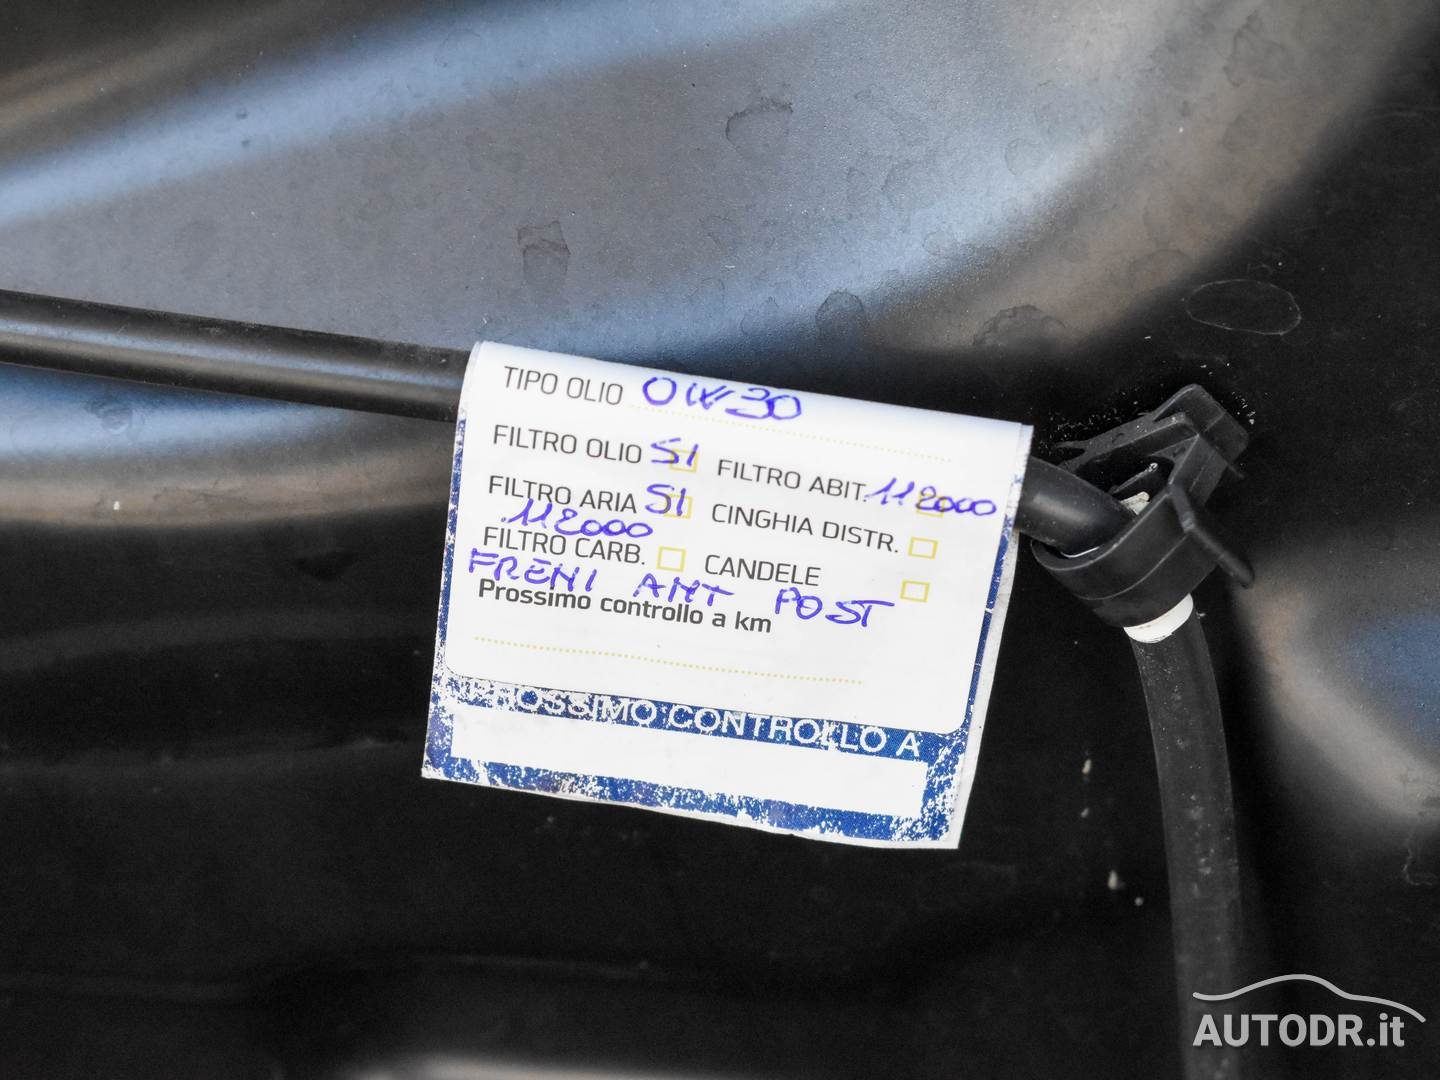 TIPO OLIO 0W30
FILTRO OLIO SI FILTRO ABIT. 112000
FILTRO ARIA SI CINGHIA DISTR.
112000
FILTRO CARB. CANDELE
FRENI ANT POST
Prossimo controllo a km
PROSSIMO CONTROLLO A
AUTODR.it